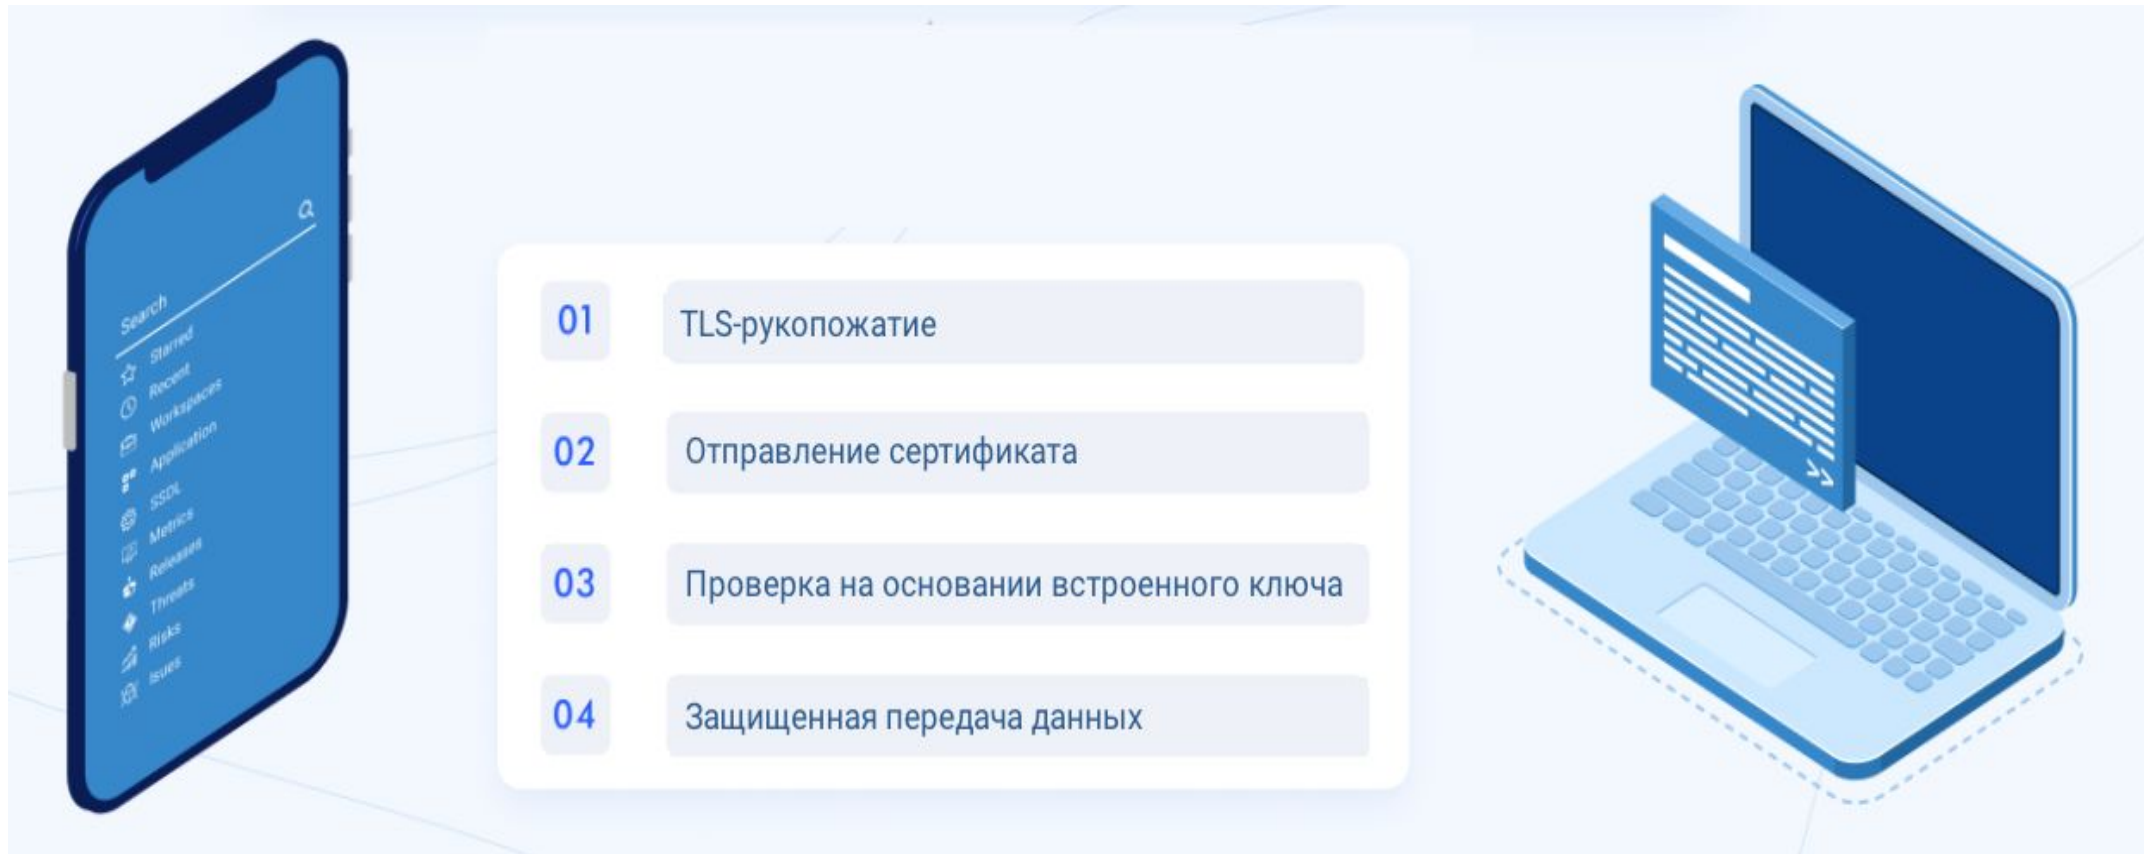 Search
Starred
Recent
Workspaces
Application
SSDL
Metrics
Releases
Threats
Risks
Isues
01 TLS-рукопожатие
02 Отправление сертификата
03 Проверка на основании встроенного ключа
04 Защищенная передача данных